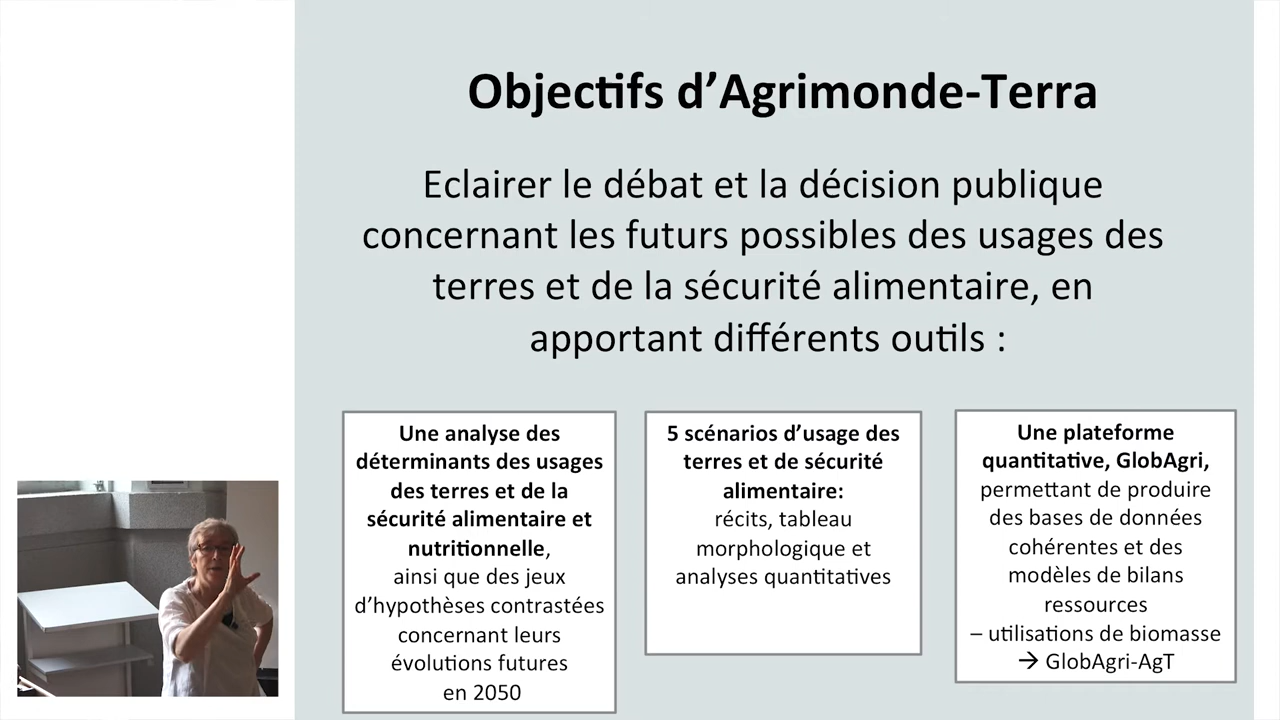 Objectifs d’Agrimonde-Terra
Eclairer le débat et la décision publique
concernant les futurs possibles des usages des
terres et de la sécurité alimentaire, en
apportant différents outils :
Une analyse des
déterminants des usages
des terres et de la
sécurité alimentaire et
nutritionnelle,
ainsi que des jeux
d’hypothèses contrastées
concernant leurs
évolutions futures
en 2050
5 scénarios d’usage des
terres et de sécurité
alimentaire:
récits, tableau
morphologique et
analyses quantitatives
Une plateforme
quantitative, GlobAgri,
permettant de produire
des bases de données
cohérentes et des
modèles de bilans
ressources
– utilisations de biomasse
→ GlobAgri-AgT